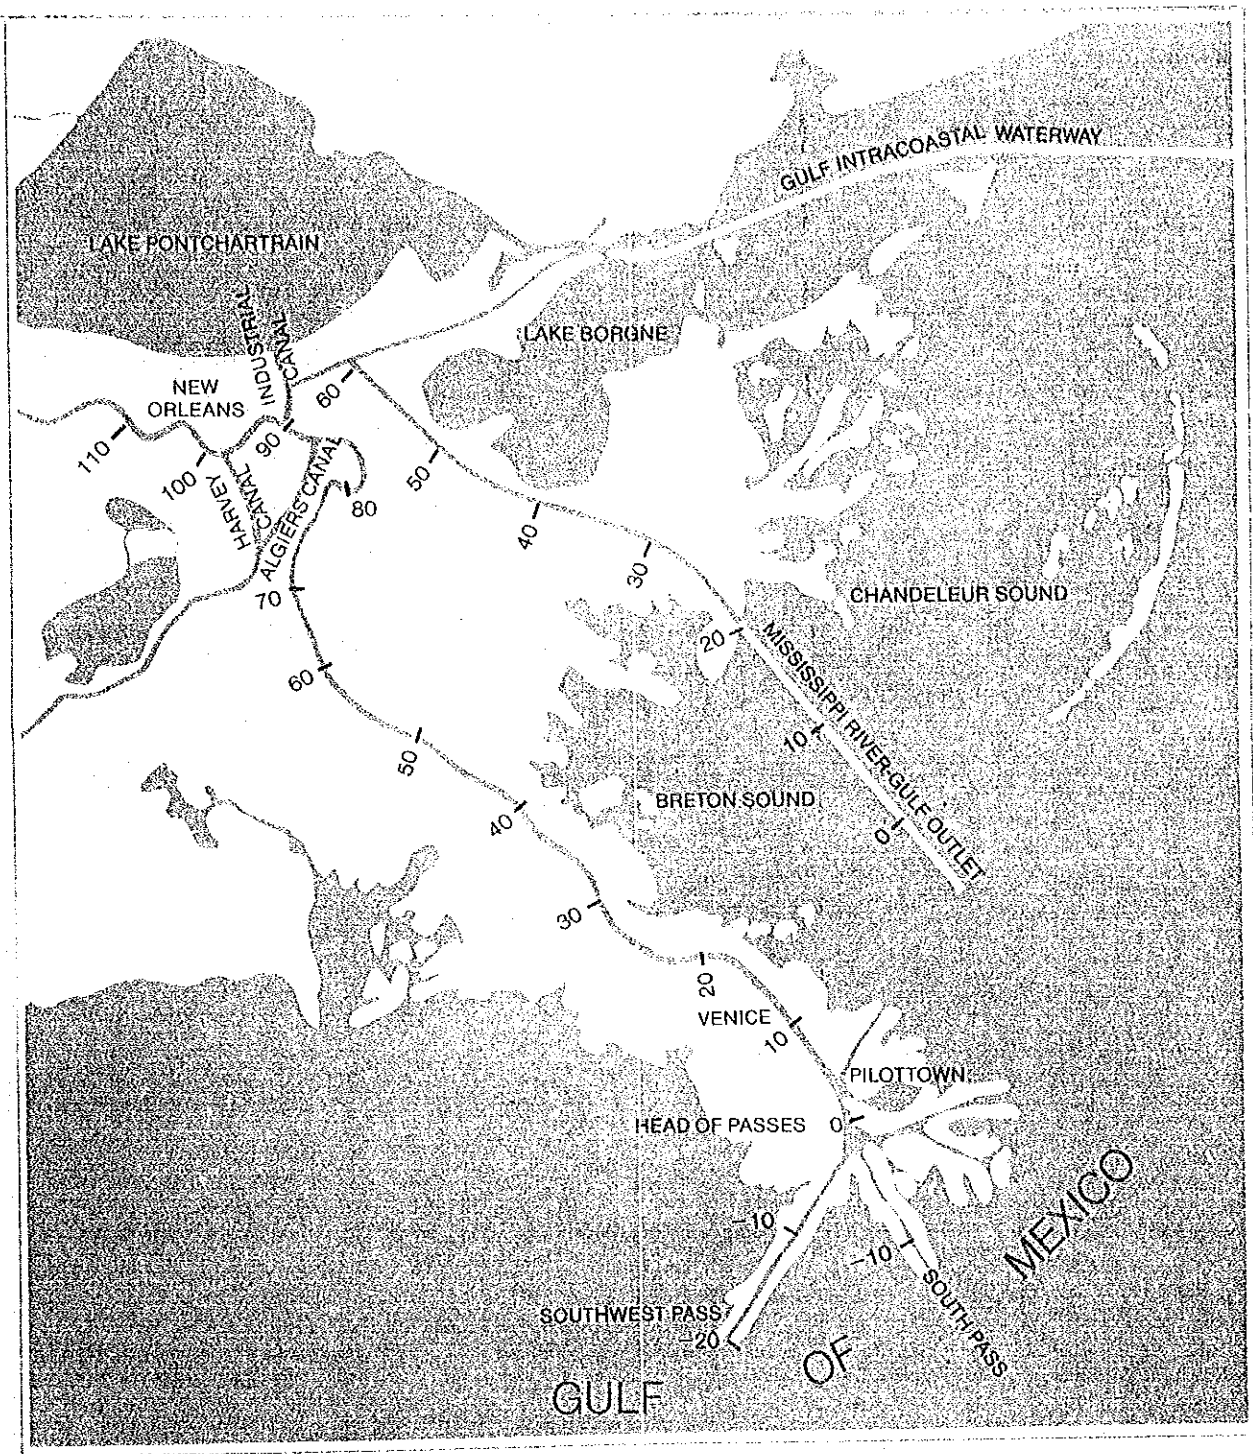 GULF INTRACOASTAL WATERWAY
LAKE PONTCHARTRAIN
INDUSTRIAL
CANAL
LAKE BORGNE
NEW
ORLEANS
60
110
100
90
50
HARVEY
CANAL
ALGIERS CANAL
80
40
30
70
CHANDELEUR SOUND
20
MISSISSIPPI RIVER-GULF OUTLET
60
10
50
BRETON SOUND
40
0
30
20
VENICE
10
PILOTTOWN
HEAD OF PASSES
0
-10
-10
SOUTHWEST PASS
-20
SOUTH PASS
GULF
OF
MEXICO